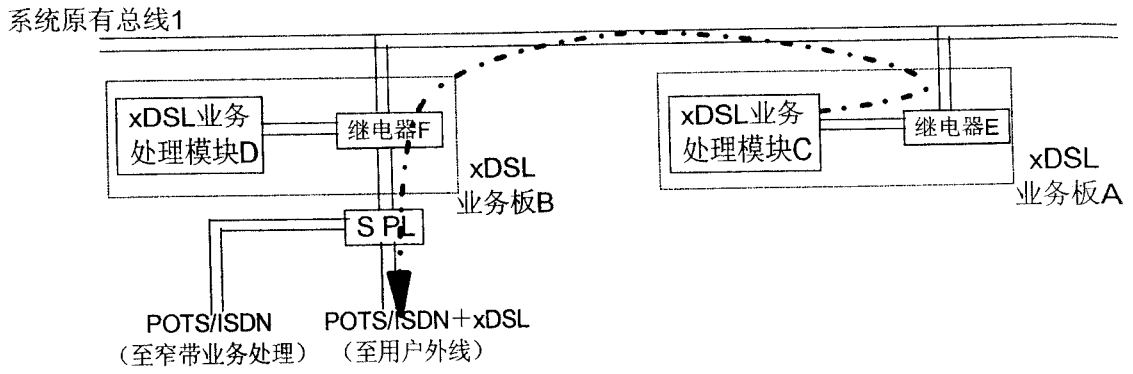 系统原有总线1
xDSL业务
处理模块D
继电器F
xDSL
业务板B
xDSL业务
处理模块C
继电器E
xDSL
业务板A
S PL
POTS/ISDN
（至窄带业务处理）
POTS/ISDN＋xDSL
（至用户外线）